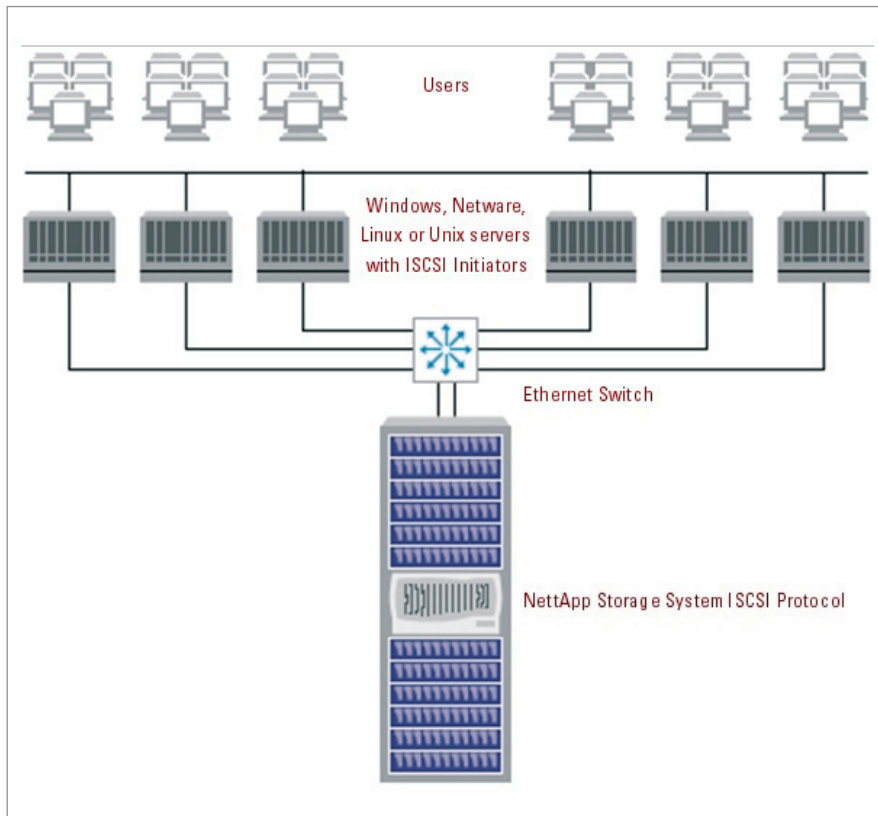 Users
Windows, Netware,
Linux or Unix servers
with ISCSI Initiators
Ethernet Switch
NettApp Storage System ISCSI Protocol